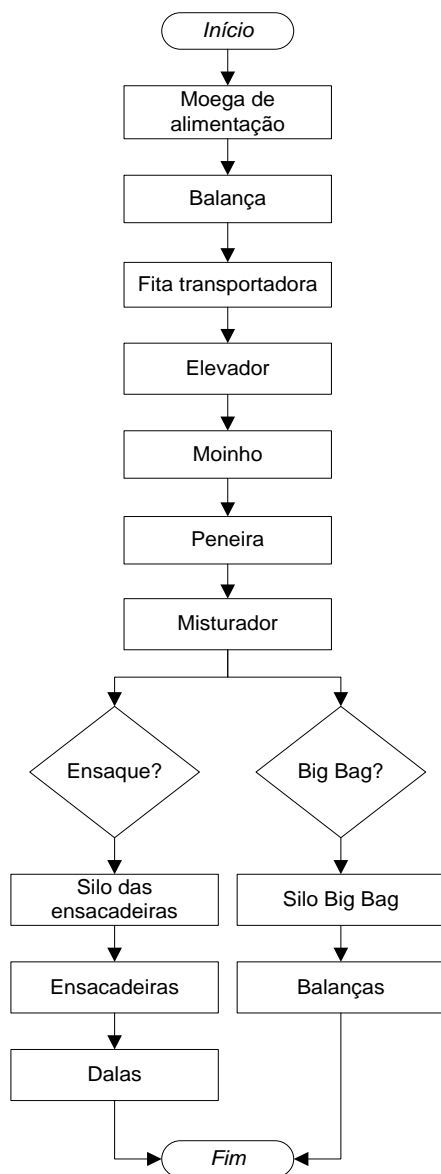 Início
Moega de
alimentação
Balança
Fita transportadora
Elevador
Moinho
Peneira
Misturador
Ensaque?
Big Bag?
Silo das
ensacadeiras
Silo Big Bag
Ensacadeiras
Balanças
Dalas
Fim